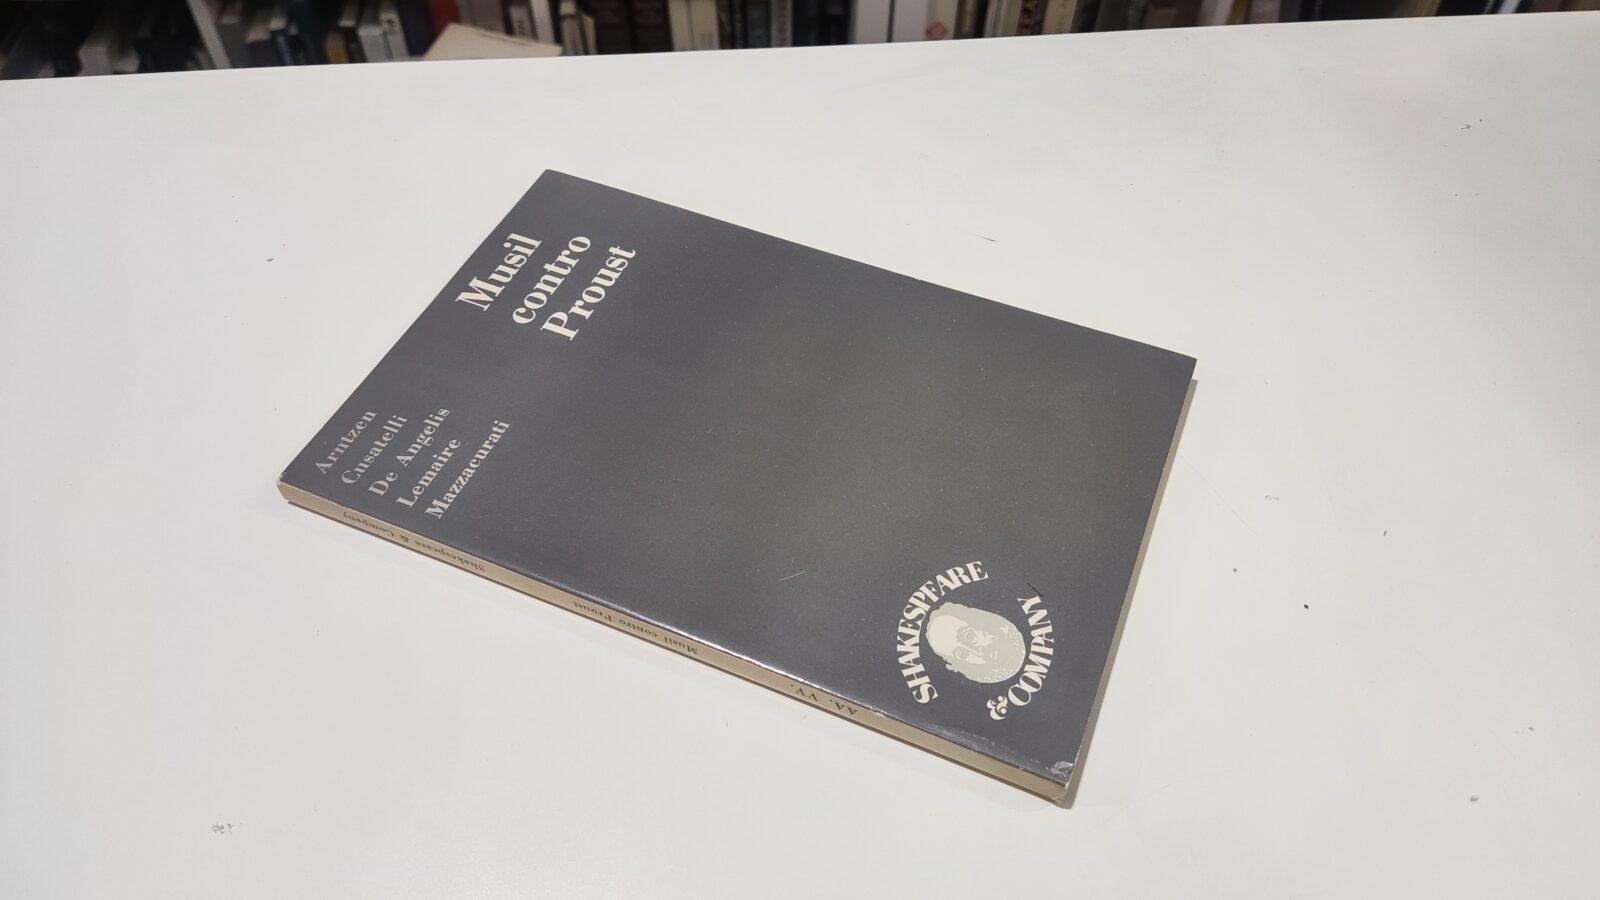 Musil
contro
Proust
Arntzen
Cusatelli
De Angelis
Lemaire
Mazzacurati
SHAKESPEARE
& COMPANY
AA. VV.
Musil contro Proust
Shakespeare & Company